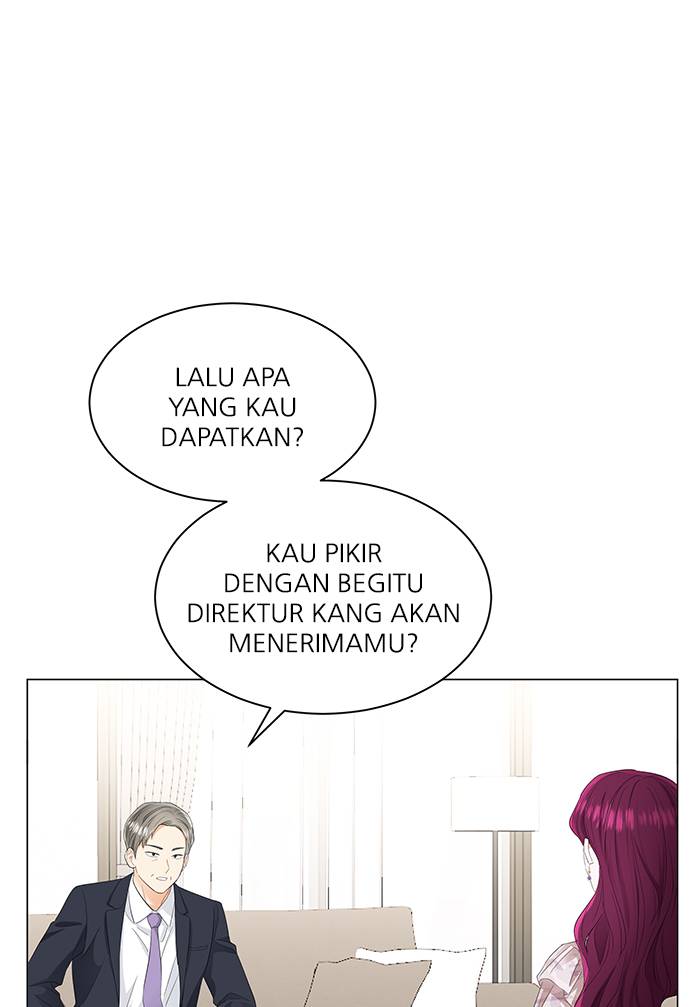 LALU APA
YANG KAU
DAPATKAN?
KAU PIKIR
DENGAN BEGITU
DIREKTUR KANG AKAN
MENERIMAMU?